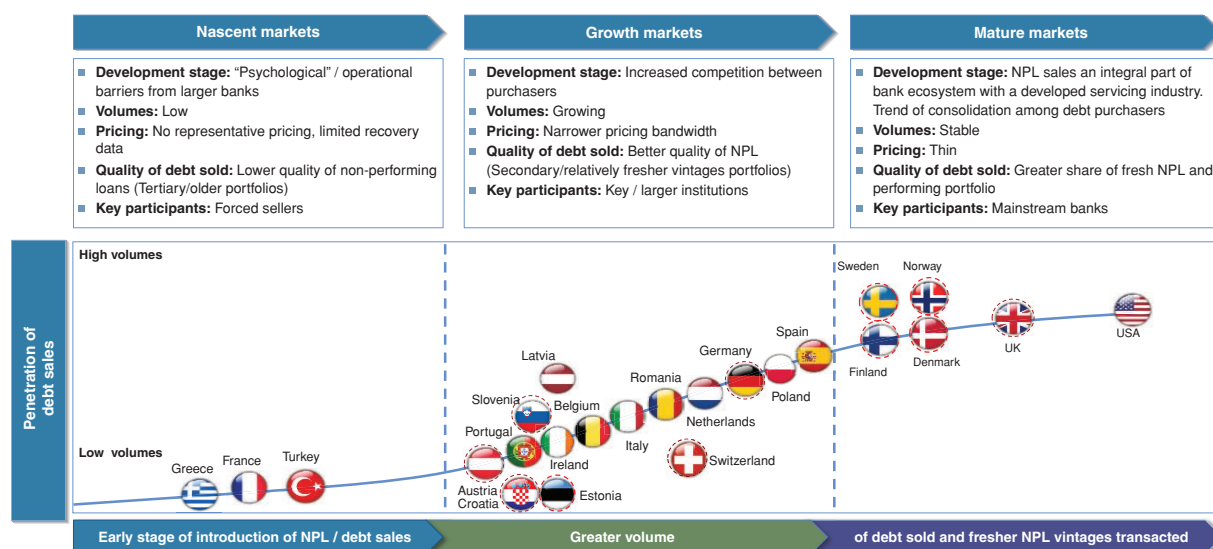 Nascent markets
Development stage: “Psychological” / operational
barriers from larger banks
Volumes: Low
Pricing: No representative pricing, limited recovery
data
Quality of debt sold: Lower quality of non-performing
loans (Tertiary/older portfolios)
Key participants: Forced sellers
Growth markets
Development stage: Increased competition between
purchasers
Volumes: Growing
Pricing: Narrower pricing bandwidth
Quality of debt sold: Better quality of NPL
(Secondary/relatively fresher vintages portfolios)
Key participants: Key / larger institutions
Mature markets
Development stage: NPL sales an integral part of
bank ecosystem with a developed servicing industry.
Trend of consolidation among debt purchasers
Volumes: Stable
Pricing: Thin
Quality of debt sold: Greater share of fresh NPL and
performing portfolio
Key participants: Mainstream banks
Penetration of
debt sales
High volumes
Low volumes
Greece
France
Turkey
Latvia
Slovenia
Portugal
Austria
Croatia
Estonia
Ireland
Belgium
Italy
Romania
Netherlands
Switzerland
Germany
Poland
Spain
Sweden
Norway
Finland
Denmark
UK
USA
Early stage of introduction of NPL / debt sales
Greater volume
of debt sold and fresher NPL vintages transacted